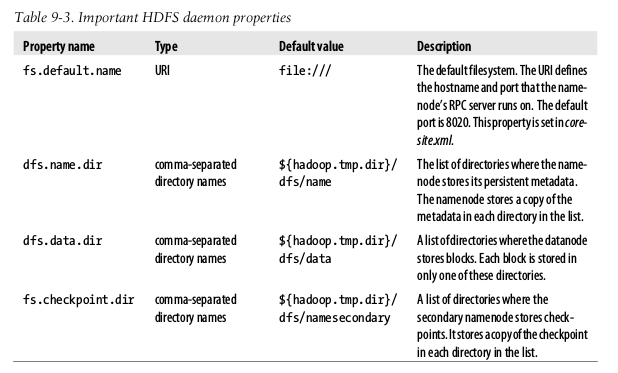 Table 9-3. Important HDFS daemon properties
Property name Type Default value Description
fs.default.name URI file:/// The default filesystem. The URI defines
the hostname and port that the name-
node's RPC server runs on. The default
port is 8020. This property is set in core-
site.xml.
dfs.name.dir comma-separated ${hadoop.tmp.dir}/ The list of directories where the name-
directory names dfs/name node stores its persistent metadata.
The namenode stores a copy of the
metadata in each directory in the list.
dfs.data.dir comma-separated ${hadoop.tmp.dir}/ A list of directories where the datanode
directory names dfs/data stores blocks. Each block is stored in
only one of these directories.
fs.checkpoint.dir comma-separated ${hadoop.tmp.dir}/ A list of directories where the
directory names dfs/namesecondary secondary namenode stores check-
points. It stores a copy of the checkpoint
in each directory in the list.